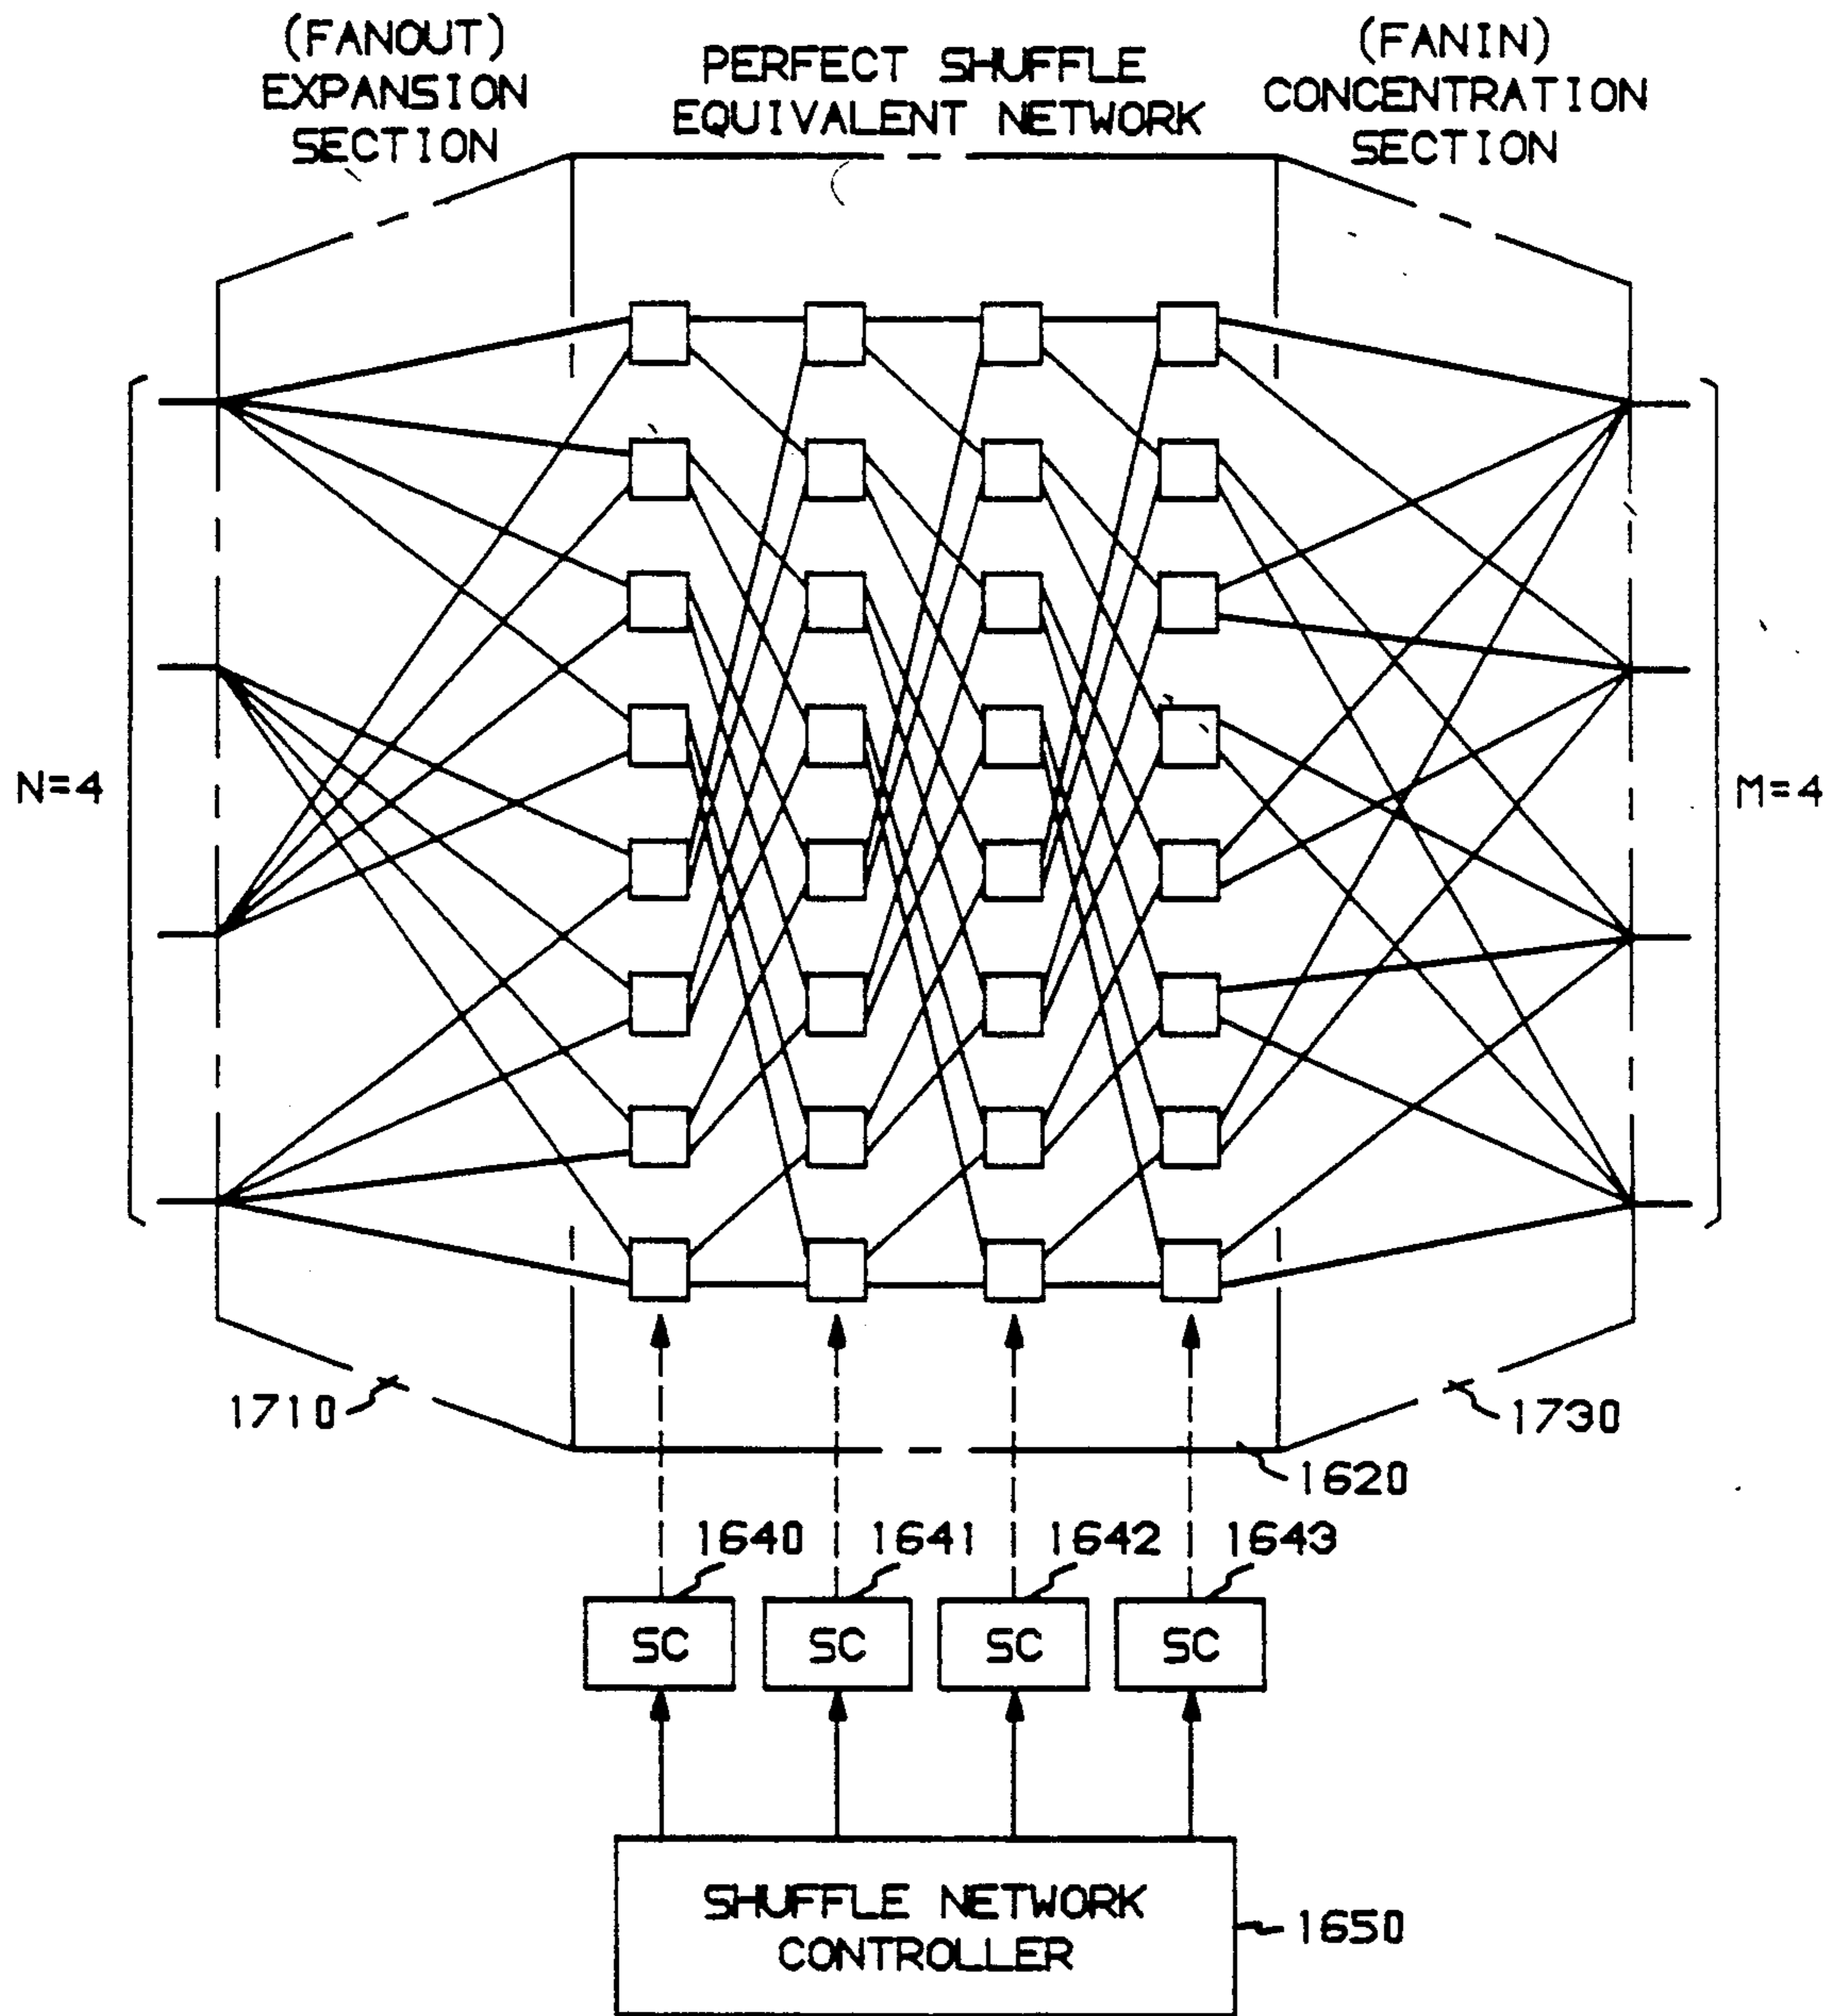 (FANOUT)
EXPANSION
SECTION
PERFECT SHUFFLE
EQUIVALENT NETWORK
(FANIN)
CONCENTRATION
SECTION
N=4
M=4
1710
1730
1620
1640
1641
1642
1643
SC
SC
SC
SC
SHUFFLE NETWORK
CONTROLLER
1650